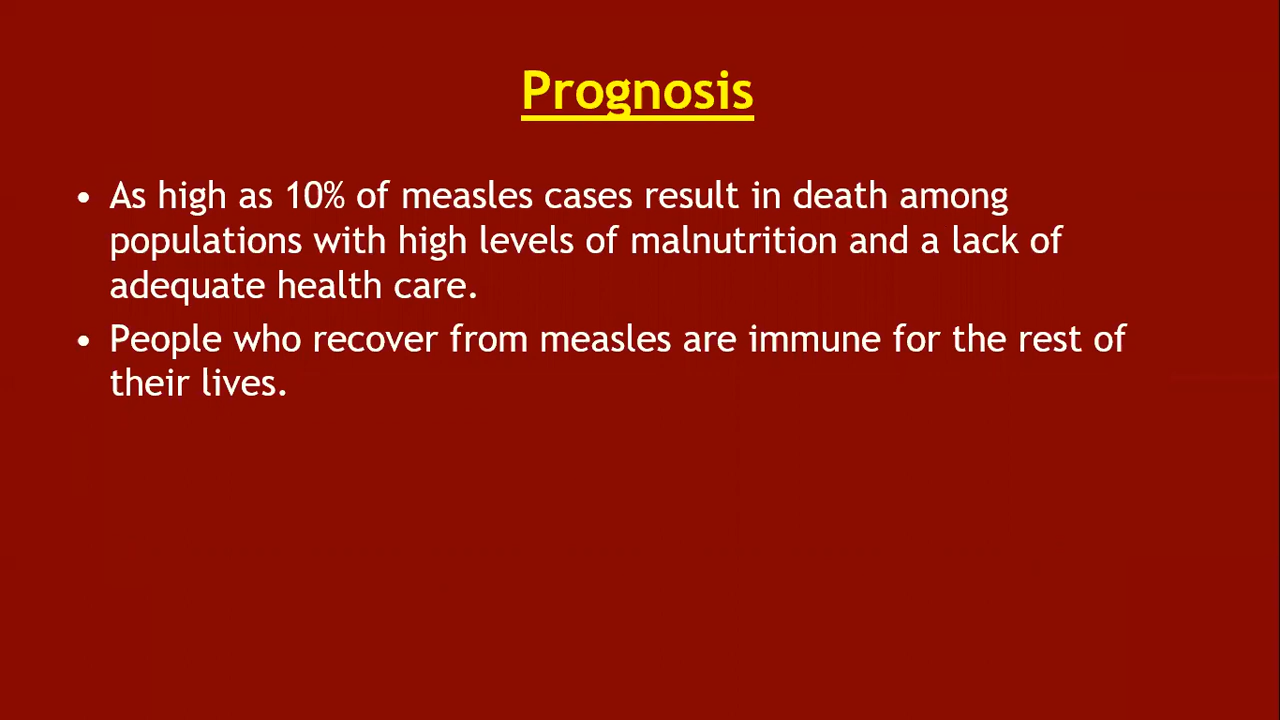 Prognosis
• As high as 10% of measles cases result in death among
populations with high levels of malnutrition and a lack of
adequate health care.
• People who recover from measles are immune for the rest of
their lives.